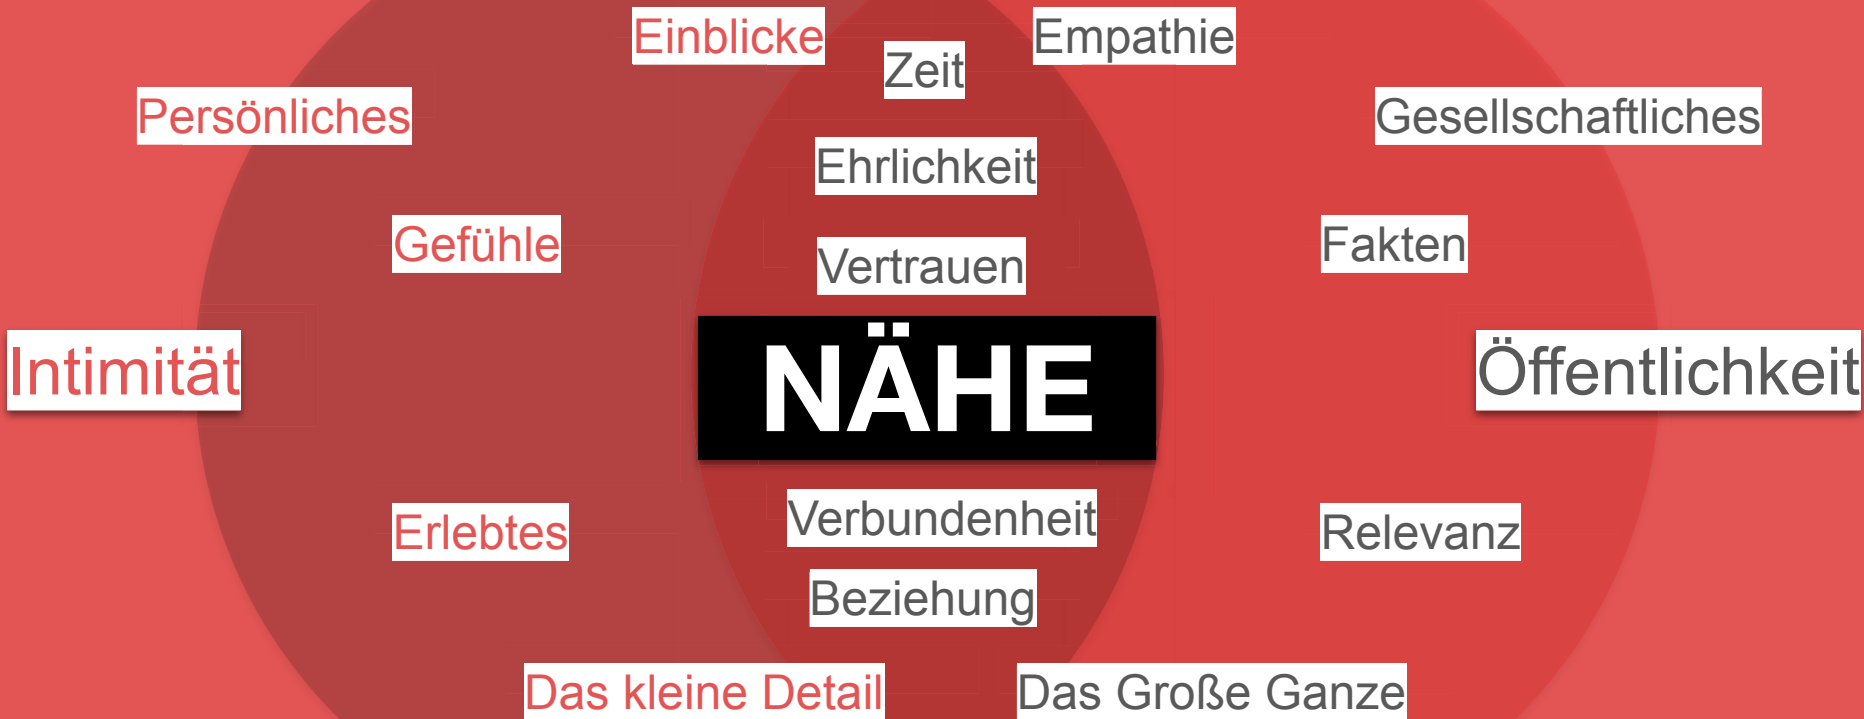 Einblicke
Empathie
Zeit
Persönliches
Gesellschaftliches
Ehrlichkeit
Gefühle
Fakten
Vertrauen
Intimität
NÄHE
Öffentlichkeit
Erlebtes
Verbundenheit
Relevanz
Beziehung
Das kleine Detail
Das Große Ganze